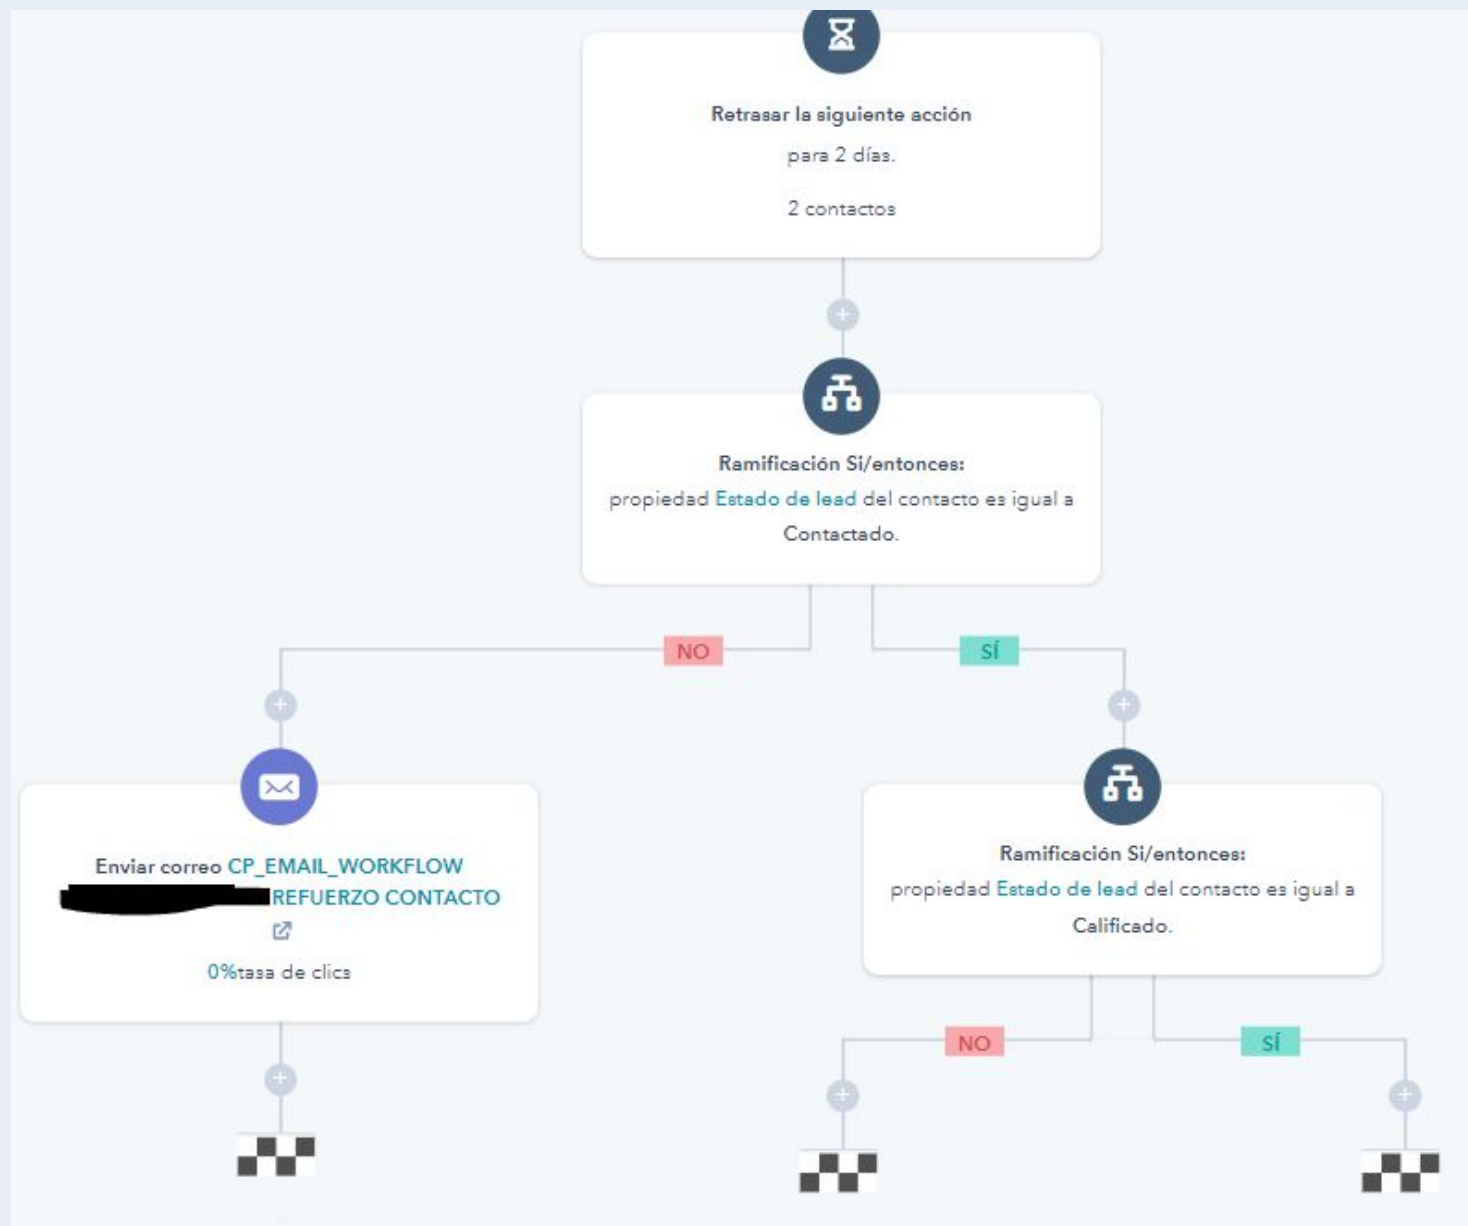 Retrasar la siguiente acción
para 2 días.
2 contactos
Ramificación Si/entonces:
propiedad Estado de lead del contacto es igual a
Contactado.
NO
SÍ
Enviar correo CP_EMAIL_WORKFLOW
REFUERZO CONTACTO
0%tasa de clics
Ramificación Si/entonces:
propiedad Estado de lead del contacto es igual a
Calificado.
NO
SÍ